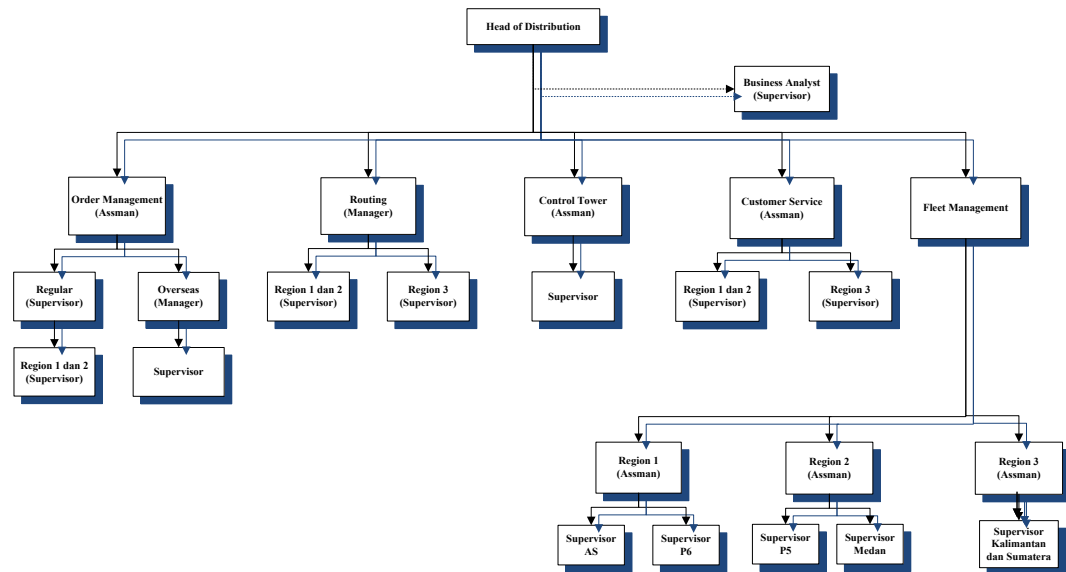 Head of Distribution
Business Analyst
(Supervisor)
Order Management
(Assman)
Routing
(Manager)
Control Tower
(Assman)
Customer Service
(Assman)
Fleet Management
Regular
(Supervisor)
Overseas
(Manager)
Region 1 dan 2
(Supervisor)
Region 3
(Supervisor)
Supervisor
Region 1 dan 2
(Supervisor)
Region 3
(Supervisor)
Region 1 dan 2
(Supervisor)
Supervisor
Region 1
(Assman)
Region 2
(Assman)
Region 3
(Assman)
Supervisor
AS
Supervisor
P6
Supervisor
P5
Supervisor
Medan
Supervisor
Kalimantan
dan Sumatera